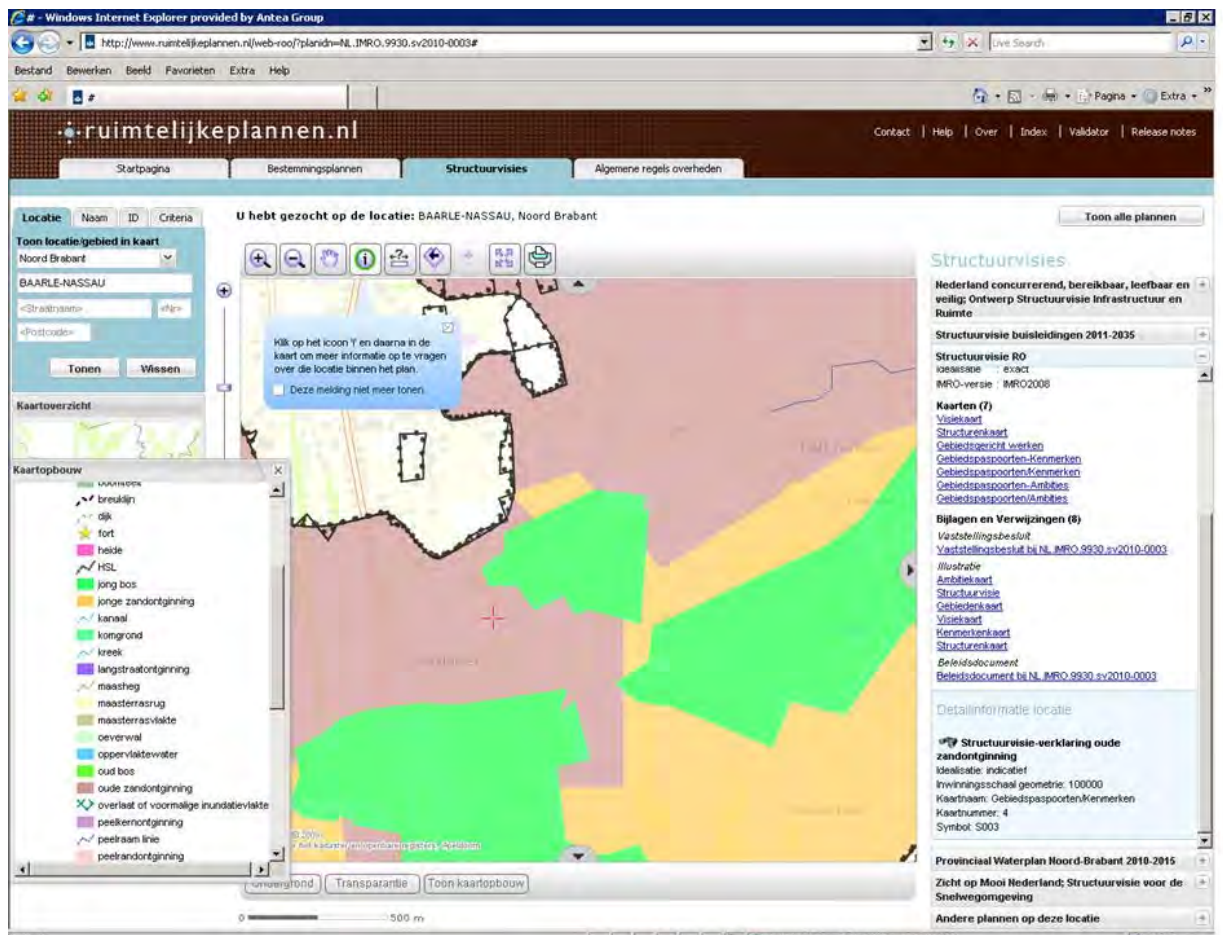 # - Windows Internet Explorer provided by Antea Group
http://www.ruimtelijkeplannen.nl/web-roo/?planidn=NL.IMRO.9930.sv2010-0003#
Live Search
Bestand Bewerken Beeld Favorieten Extra Help
#
Pagina Extra
ruimtelijkeplannen.nl
Contact | Help | Over | Index | Validator | Release notes
Startpagina
Bestemmingsplannen
Structuurvisies
Algemene regels overheden
Locatie Naam ID Criteria
Toon locatie/gebied in kaart
Noord Brabant
BAARLE-NASSAU
<Straatnaam> <Nr>
<Postcode>
Tonen Wissen
Kaartoverzicht
Kaartopbouw
boomteelt
breuklijn
dijk
fort
heide
HSL
jong bos
jonge zandontginning
kanaal
komgrond
kreek
langstraatontginning
maasheg
maasterrasrug
maasterrasvlakte
oeverwal
oppervlaktewater
oud bos
oude zandontginning
overlaat of voormalige inundatievlakte
peelkernontginning
peelraam linie
peelrandontginning
U hebt gezocht op de locatie: BAARLE-NASSAU, Noord Brabant
Klik op het icoon 'i' en daarna in de
kaart om meer informatie op te vragen
over die locatie binnen het plan.
Deze melding niet meer tonen.
Ondergrond
Transparantie
Toon kaartopbouw
0 500 m
Toon alle plannen
Structuurvisies
Nederland concurrerend, bereikbaar, leefbaar en
veilig; Ontwerp Structuurvisie Infrastructuur en
Ruimte
Structuurvisie buisleidingen 2011-2035
Structuurvisie RO
Idealisatie : exact
IMRO-versie : IMRO2008
Kaarten (7)
Visiekaart
Structurenkaart
Gebiedsgericht werken
Gebiedspaspoorten-Kenmerken
Gebiedspaspoorten/Kenmerken
Gebiedspaspoorten-Ambities
Gebiedspaspoorten/Ambities
Bijlagen en Verwijzingen (8)
Vaststellingsbesluit
Vaststellingsbesluit bij NL.IMRO.9930.sv2010-0003
Illustratie
Ambitiekaart
Structuurvisie
Gebiedenkaart
Visiekaart
Kenmerkenkaart
Structurenkaart
Beleidsdocument
Beleidsdocument bij NL.IMRO.9930.sv2010-0003
Detailinformatie locatie
Structuurvisie-verklaring oude
zandontginning
Idealisatie: indicatief
Inwinningsschaal geometrie: 100000
Kaartnaam: Gebiedspaspoorten/Kenmerken
Kaartnummer: 4
Symbol: S003
Provinciaal Waterplan Noord-Brabant 2010-2015
Zicht op Mooi Nederland; Structuurvisie voor de
Snelwegomgeving
Andere plannen op deze locatie